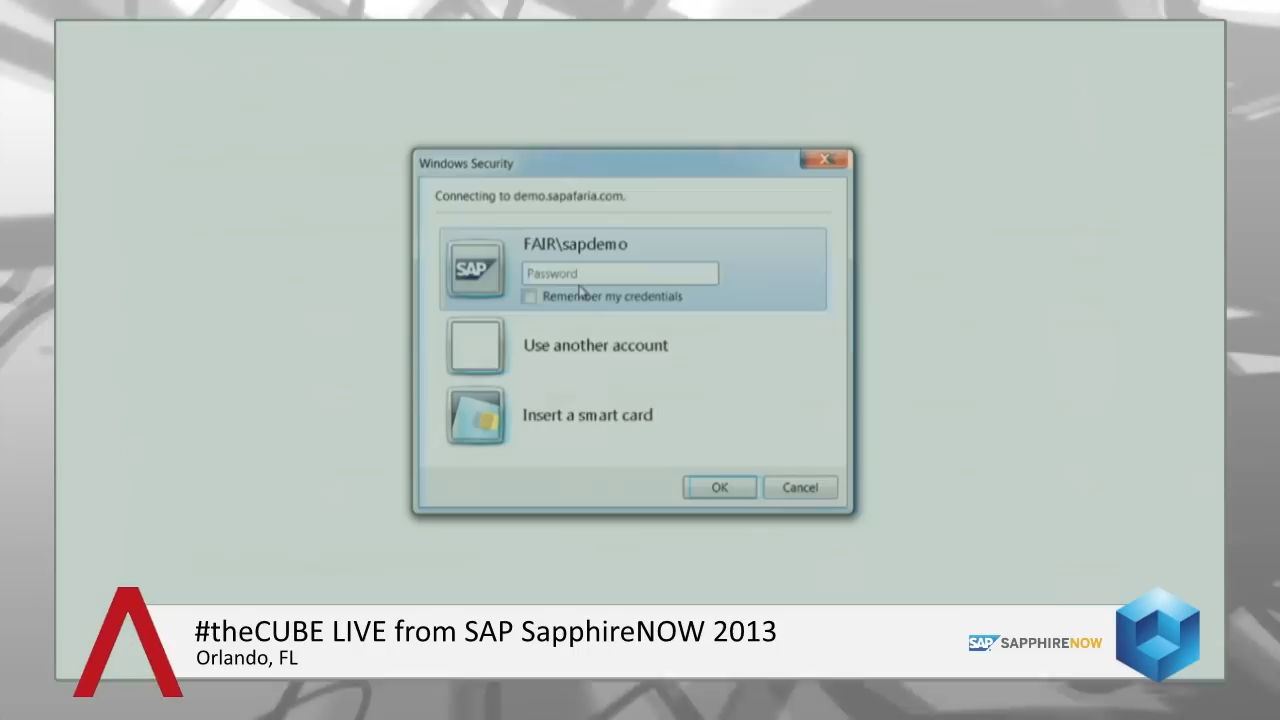 Windows Security
Connecting to demo.sapafaria.com.
FAIR\sapdemo
SAP
Password
Remember my credentials
Use another account
Insert a smart card
OK
Cancel
#theCUBE LIVE from SAP SapphireNOW 2013
Orlando, FL
SAP SAPPHIRENOW